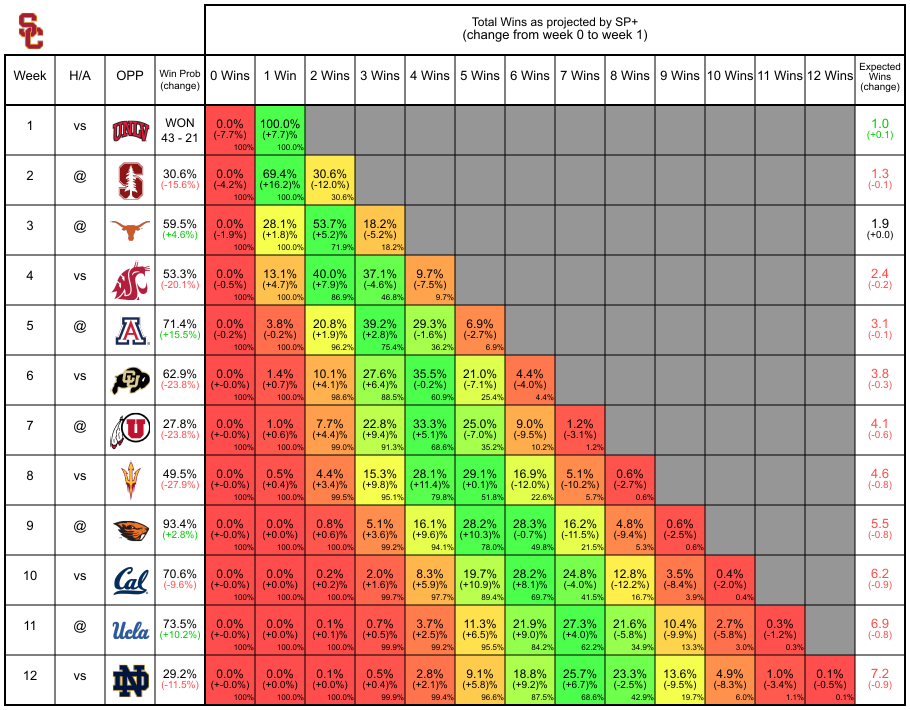 SC
Total Wins as projected by SP+
(change from week 0 to week 1)
Week H/A OPP Win Prob (change) 0 Wins 1 Win 2 Wins 3 Wins 4 Wins 5 Wins 6 Wins 7 Wins 8 Wins 9 Wins 10 Wins 11 Wins 12 Wins Expected Wins (change)
1 vs UNLV WON 0.0% 100.0% 1.0
43 - 21 (-7.7%) (+7.7)% (+0.1)
100% 100.0%
2 @ S 30.6% 0.0% 69.4% 30.6% 1.3
(-15.6%) (-4.2%) (+16.2)% (-12.0%) (-0.1)
100% 100.0% 30.6%
3 @ 59.5% 0.0% 28.1% 53.7% 18.2% 1.9
(+4.6%) (-1.9%) (+1.8)% (+5.2)% (-5.2%) (+0.0)
100% 100.0% 71.9% 18.2%
4 vs 53.3% 0.0% 13.1% 40.0% 37.1% 9.7% 2.4
(-20.1%) (-0.5%) (+4.7)% (+7.9)% (-4.6%) (-7.5%) (-0.2)
100% 100.0% 86.9% 46.8% 9.7%
5 @ A 71.4% 0.0% 3.8% 20.8% 39.2% 29.3% 6.9% 3.1
(+15.5%) (-0.2%) (-0.2%) (+1.9)% (+2.8)% (-1.6%) (-2.7%) (-0.1)
100% 100.0% 96.2% 75.4% 36.2% 6.9%
6 vs CU 62.9% 0.0% 1.4% 10.1% 27.6% 35.5% 21.0% 4.4% 3.8
(-23.8%) (+-0.0%) (+0.7)% (+4.1)% (+6.4)% (-0.2%) (-7.1%) (-4.0%) (-0.3)
100% 100.0% 98.6% 88.5% 60.9% 25.4% 4.4%
7 @ U 27.8% 0.0% 1.0% 7.7% 22.8% 33.3% 25.0% 9.0% 1.2% 4.1
(-23.8%) (+-0.0%) (+0.6)% (+4.4)% (+9.4)% (+5.1)% (-7.0%) (-9.5%) (-3.1%) (-0.6)
100% 100.0% 99.0% 91.3% 68.6% 35.2% 10.2% 1.2%
8 vs 49.5% 0.0% 0.5% 4.4% 15.3% 28.1% 29.1% 16.9% 5.1% 0.6% 4.6
(-27.9%) (+-0.0%) (+0.4)% (+3.4)% (+9.8)% (+11.4)% (+0.1)% (-12.0%) (-10.2%) (-2.7%) (-0.8)
100% 100.0% 99.5% 95.1% 79.8% 51.8% 22.6% 5.7% 0.6%
9 @ 93.4% 0.0% 0.0% 0.8% 5.1% 16.1% 28.2% 28.3% 16.2% 4.8% 0.6% 5.5
(+2.8%) (+-0.0%) (+0.0%) (+0.6)% (+3.6)% (+9.6)% (+10.3)% (-0.7%) (-11.5%) (-9.4%) (-2.5%) (-0.8)
100% 100.0% 100.0% 99.2% 94.1% 78.0% 49.8% 21.5% 5.3% 0.6%
10 vs Cal 70.6% 0.0% 0.0% 0.2% 2.0% 8.3% 19.7% 28.2% 24.8% 12.8% 3.5% 0.4% 6.2
(-9.6%) (+-0.0%) (+0.0%) (+0.2)% (+1.6)% (+5.9)% (+10.9)% (+8.1)% (-4.0%) (-12.2%) (-8.4%) (-2.0%) (-0.9)
100% 100.0% 100.0% 99.7% 97.7% 89.4% 69.7% 41.5% 16.7% 3.9% 0.4%
11 @ Ucla 73.5% 0.0% 0.0% 0.1% 0.7% 3.7% 11.3% 21.9% 27.3% 21.6% 10.4% 2.7% 0.3% 6.9
(+10.2%) (+-0.0%) (+0.0%) (+0.1)% (+0.5)% (+2.5)% (+6.5)% (+9.0)% (+4.0)% (-5.8%) (-9.9%) (-5.8%) (-1.2%) (-0.8)
100% 100.0% 100.0% 99.9% 99.2% 95.5% 84.2% 62.2% 34.9% 13.3% 3.0% 0.3%
12 vs ND 29.2% 0.0% 0.0% 0.1% 0.5% 2.8% 9.1% 18.8% 25.7% 23.3% 13.6% 4.9% 1.0% 0.1% 7.2
(-11.5%) (+-0.0%) (+0.0%) (+0.0)% (+0.4)% (+2.1)% (+5.8)% (+9.2)% (+6.7)% (-2.5%) (-9.5%) (-8.3%) (-3.4%) (-0.5%) (-0.9)
100% 100.0% 100.0% 99.9% 99.4% 96.6% 87.5% 68.6% 42.9% 19.7% 6.0% 1.1% 0.1%